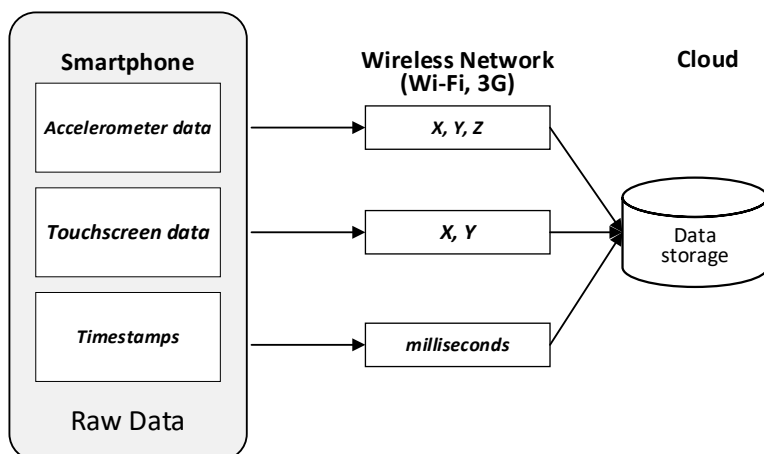 Smartphone
Accelerometer data
Touchscreen data
Timestamps
Raw Data
Wireless Network
(Wi-Fi, 3G)
X, Y, Z
X, Y
milliseconds
Cloud
Data
storage